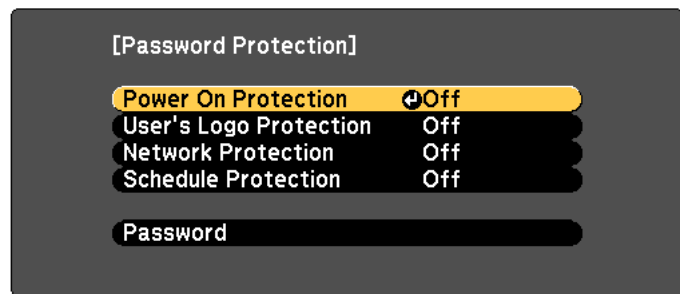 [Password Protection]
Power On Protection Off
User's Logo Protection Off
Network Protection Off
Schedule Protection Off
Password